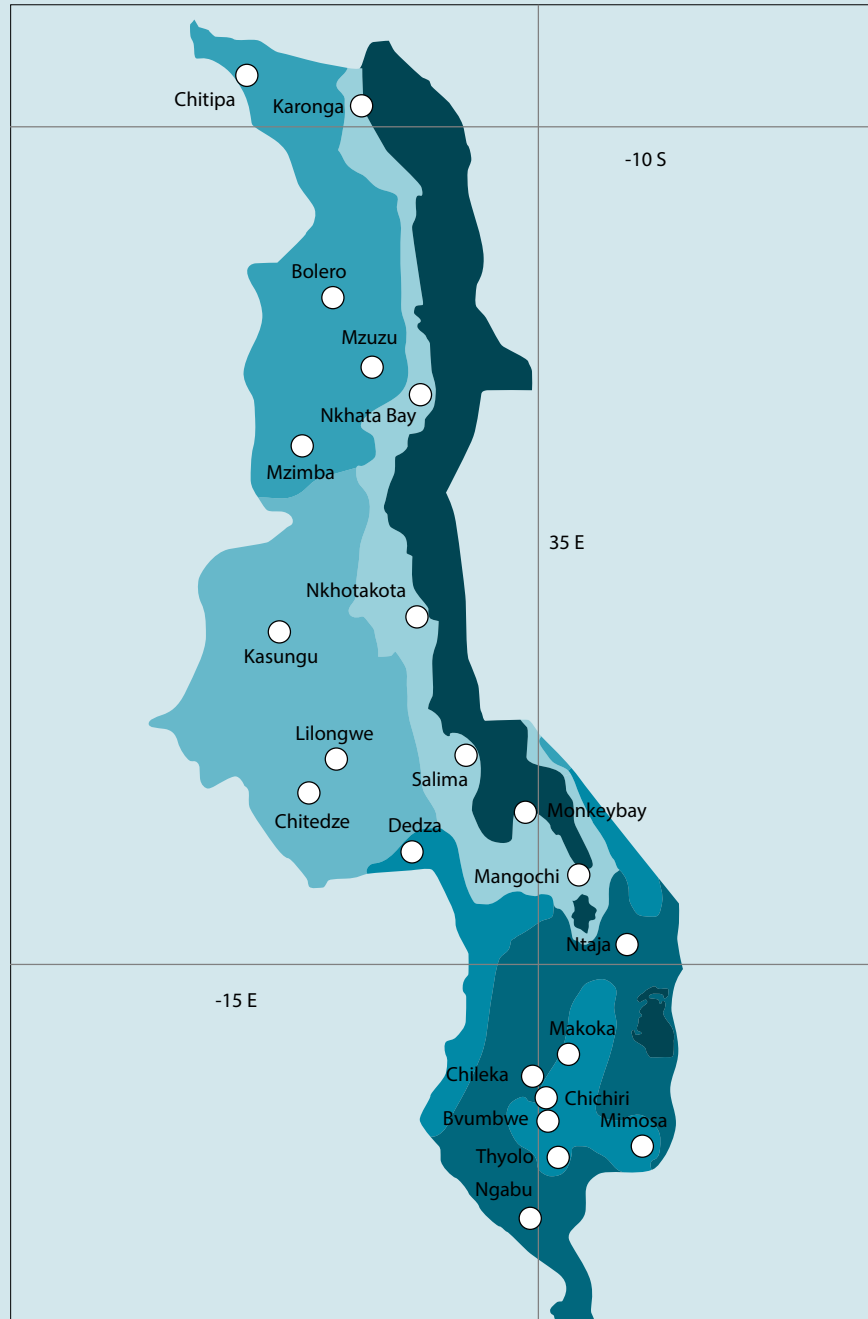 Chitipa
Karonga
-10 S
Bolero
Mzuzu
Nkhata Bay
Mzimba
35 E
Nkhotakota
Kasungu
Lilongwe
Salima
Chitedze
Monkeybay
Dedza
Mangochi
Ntaja
-15 E
Makoka
Chileka
Chichiri
Bvumbwe
Mimosa
Thyolo
Ngabu